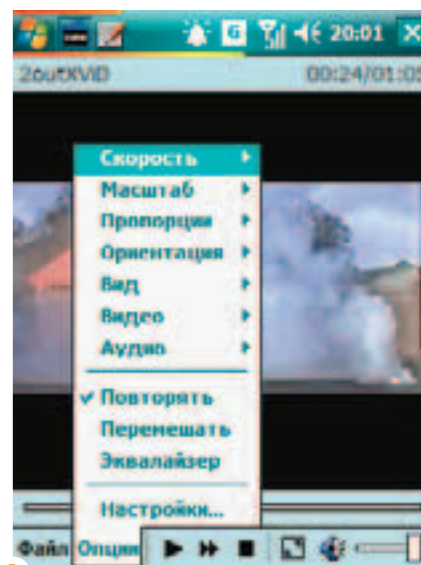 G 20:01
2outXViD 00:24/01:05
Скорость
Масштаб
Пропорции
Ориентация
Вид
Видео
Аудио
Повторять
Перемешать
Эквалайзер
Настройки...
Файл Опции